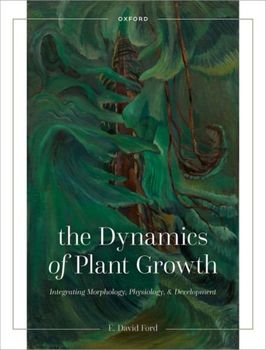 OXFORD
the Dynamics
of Plant Growth
Integrating Morphology, Physiology, & Development
E. David Ford